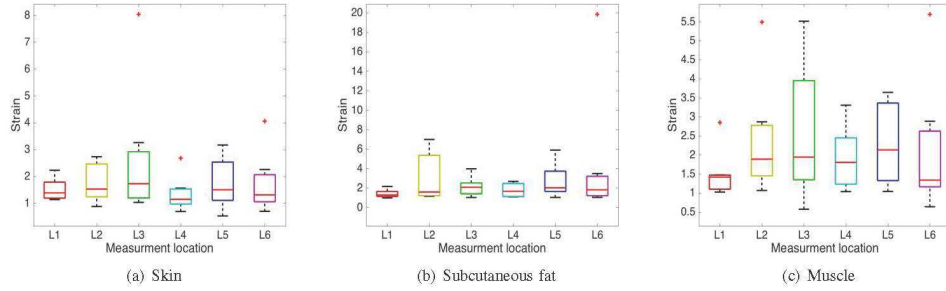 8
7
6
5
4
3
2
1
Strain
L1 L2 L3 L4 L5 L6
Measurment location
(a) Skin
20
18
16
14
12
10
8
6
4
2
0
Strain
L1 L2 L3 L4 L5 L6
Measurment location
(b) Subcutaneous fat
5.5
5
4.5
4
3.5
3
2.5
2
1.5
1
0.5
Strain
L1 L2 L3 L4 L5 L6
Measurment location
(c) Muscle